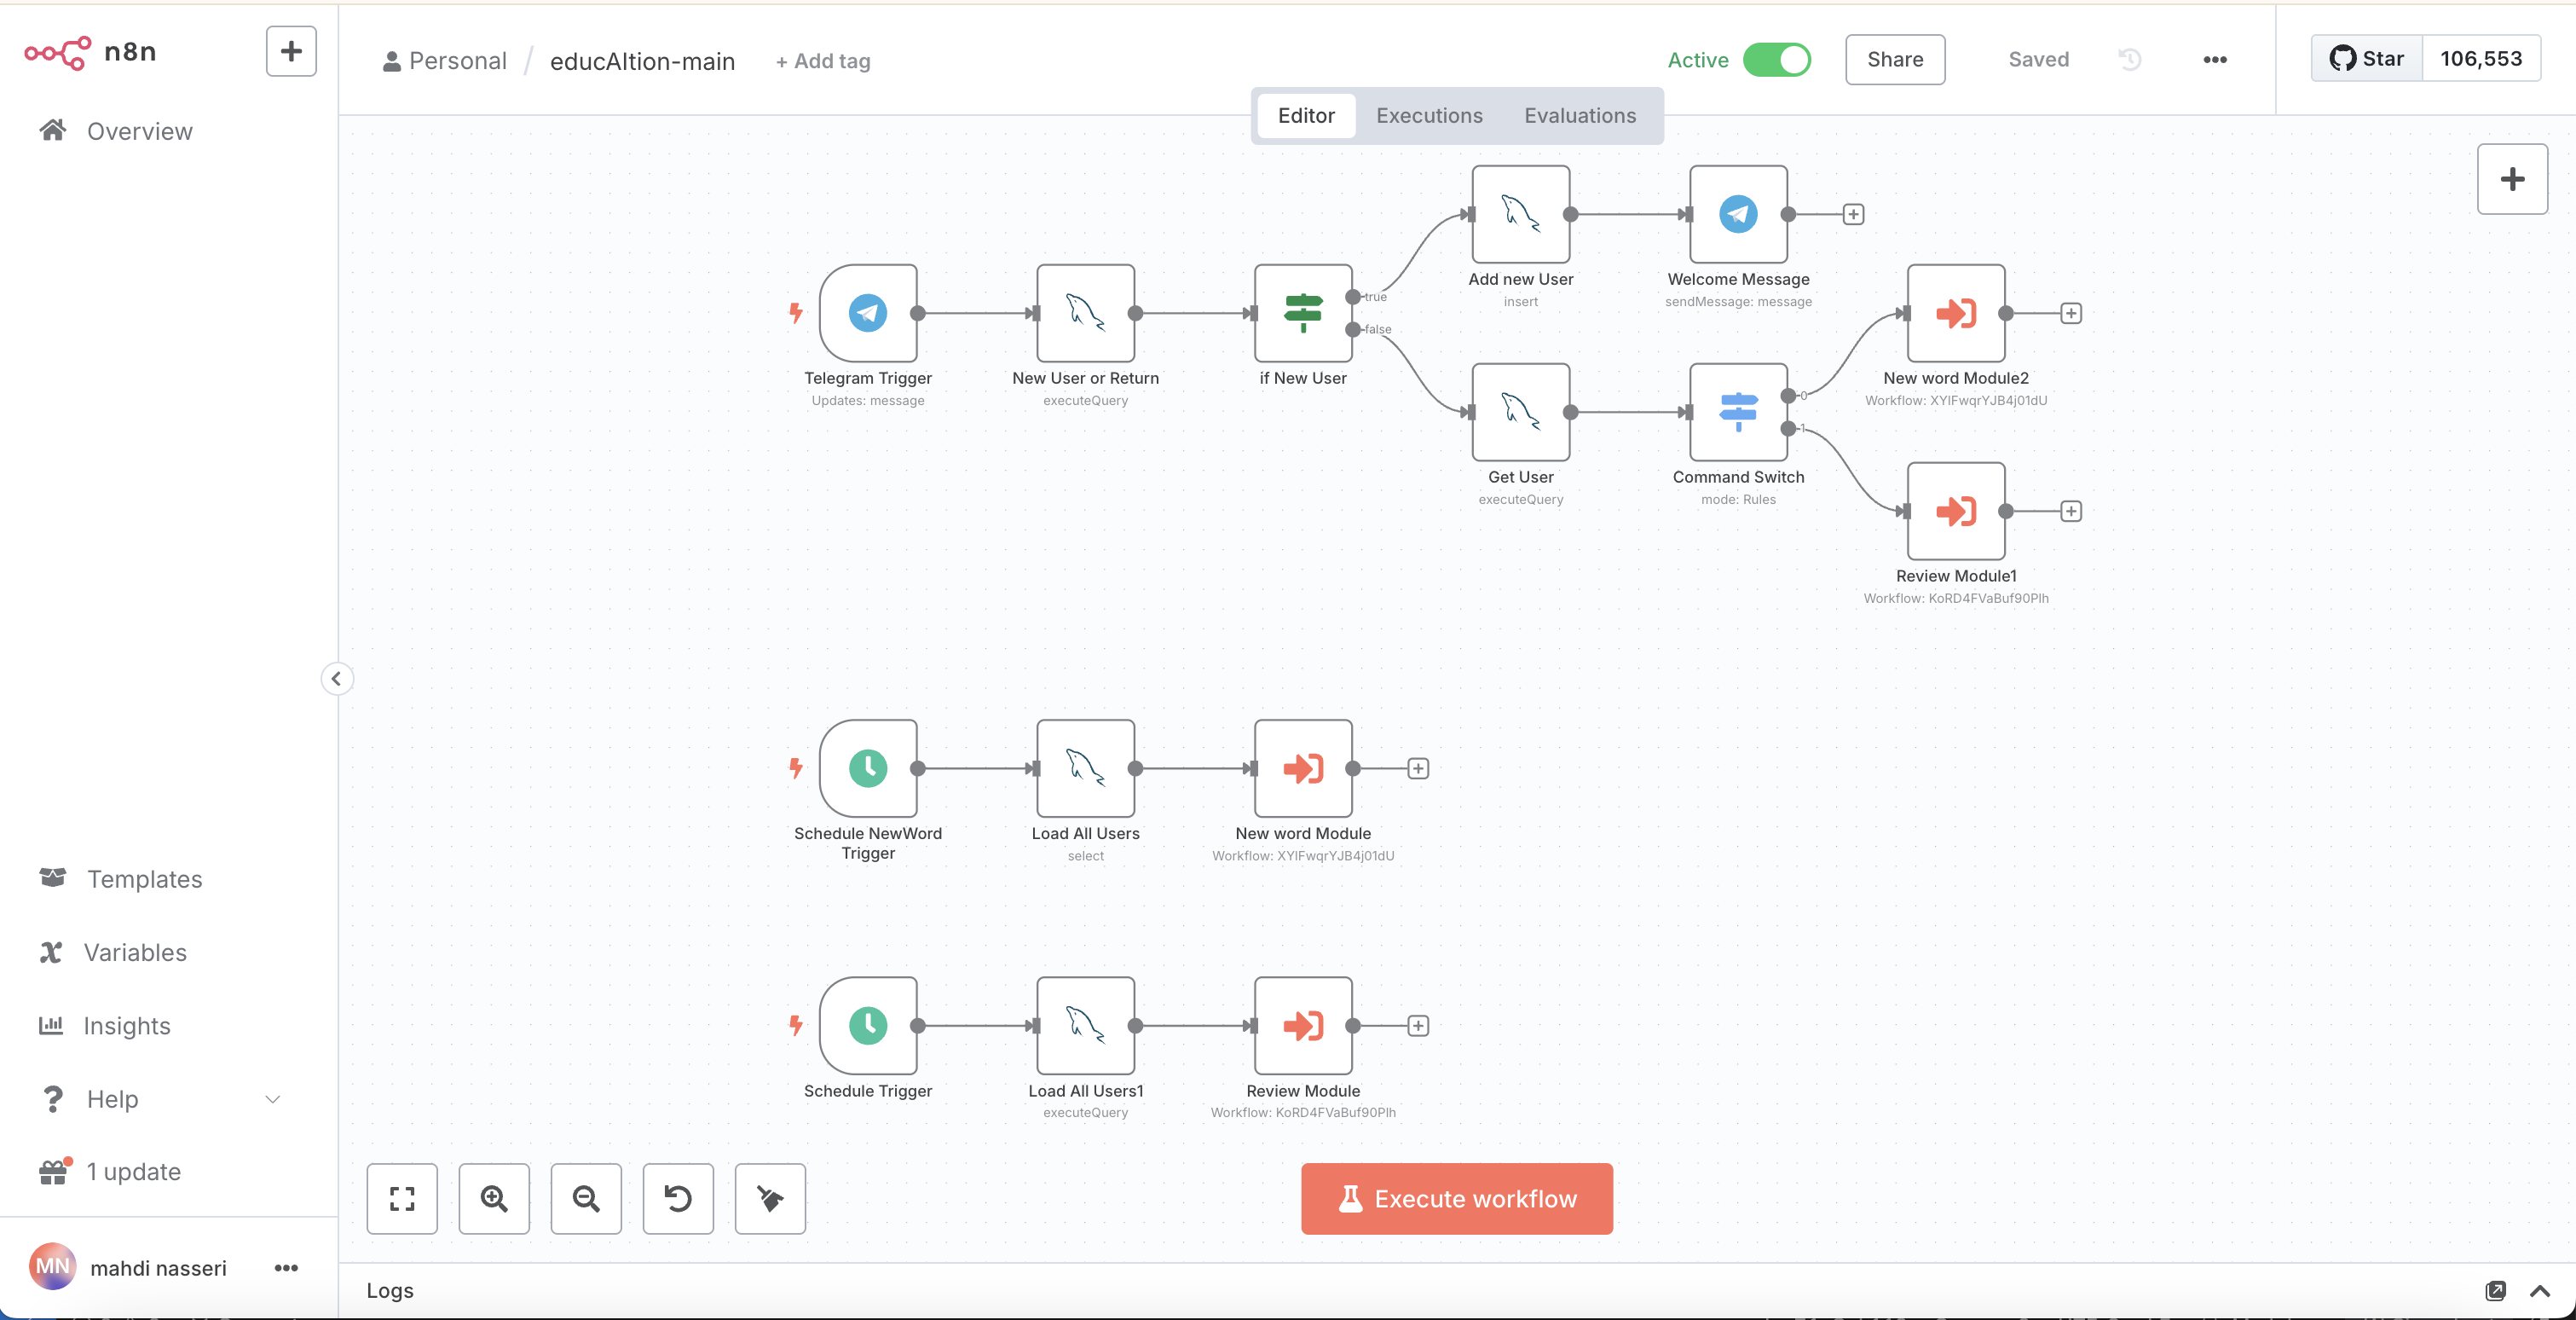 n8n
Personal / educAItion-main + Add tag
Active
Share
Saved
Star
106,553
Editor
Executions
Evaluations
Overview
Telegram Trigger
Updates: message
New User or Return
executeQuery
if New User
true
false
Add new User
insert
Welcome Message
sendMessage: message
Get User
executeQuery
Command Switch
mode: Rules
0
1
New word Module2
Workflow: XYIFwqrYJB4j01dU
Review Module1
Workflow: KoRD4FVaBuf90Plh
Schedule NewWord
Trigger
Load All Users
select
New word Module
Workflow: XYIFwqrYJB4j01dU
Schedule Trigger
Load All Users1
executeQuery
Review Module
Workflow: KoRD4FVaBuf90Plh
Templates
Variables
Insights
Help
1 update
Execute workflow
MN
mahdi nasseri
Logs